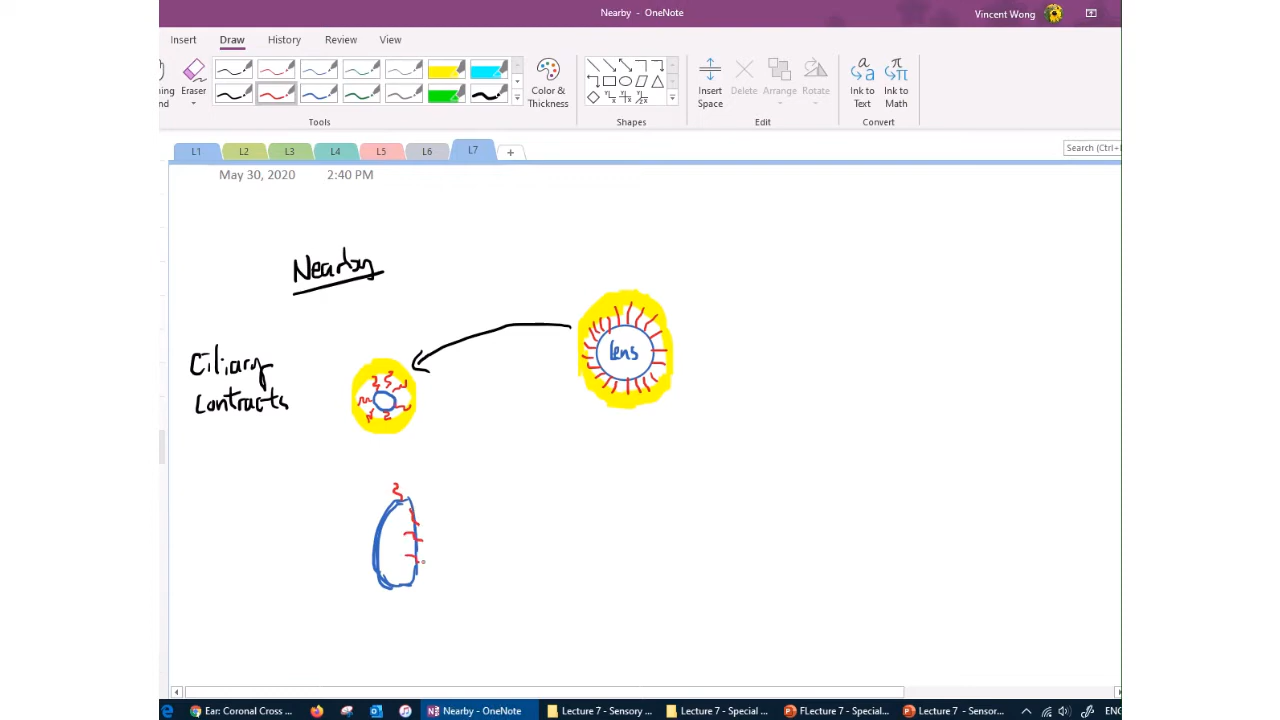 Nearby - OneNote
Vincent Wong
Insert Draw History Review View
Eraser
Color & Thickness
Insert Space
Delete
Arrange
Rotate
Ink to Text
Ink to Math
Tools
Shapes
Edit
Convert
L1 L2 L3 L4 L5 L6 L7 +
Search (Ctrl+
May 30, 2020 2:40 PM
Nearby
lens
Ciliary
Contracts
Ear: Coronal Cross ...
Nearby - OneNote
Lecture 7 - Sensory ...
Lecture 7 - Special ...
FLecture 7 - Special...
Lecture 7 - Sensor...
ENG